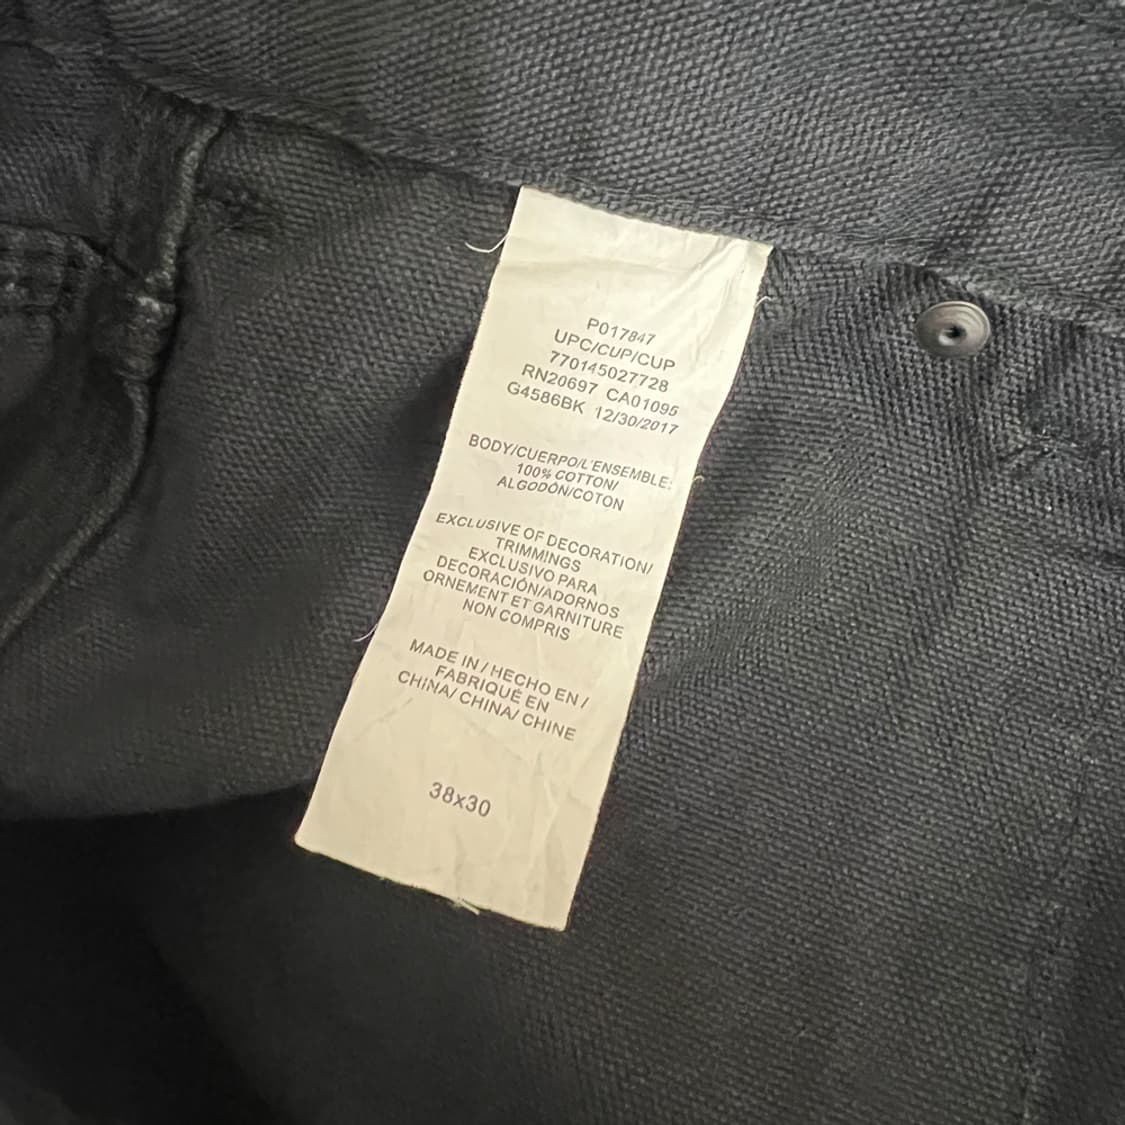 P017847
UPC/CUP/CUP
770145027728
RN20697 CA01095
G4586BK 12/30/2017
BODY/CUERPO/L'ENSEMBLE:
100% COTTON/
ALGODÓN/COTON
EXCLUSIVE OF DECORATION/
TRIMMINGS
EXCLUSIVO PARA
DECORACIÓN/ADORNOS
ORNEMENT ET GARNITURE
NON COMPRIS
MADE IN / HECHO EN /
FABRIQUÉ EN
CHINA/ CHINA/ CHINE
38x30